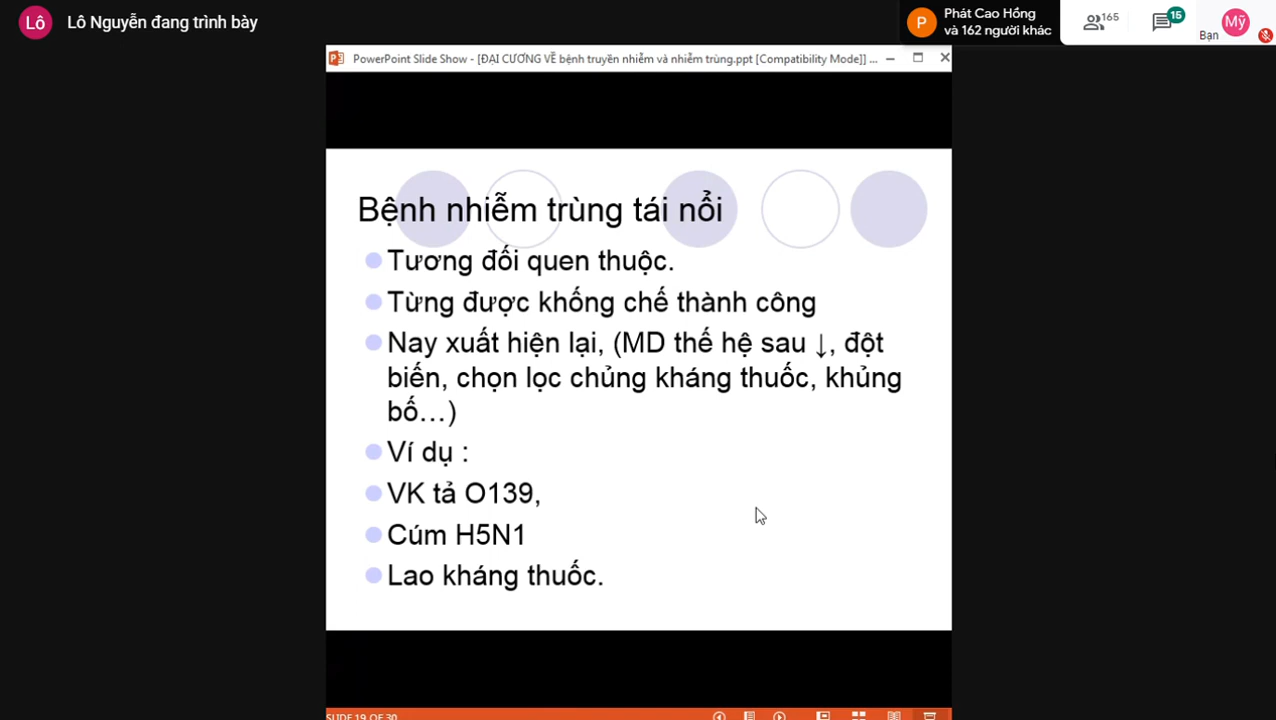 Lô
Lô Nguyễn đang trình bày
P
Phát Cao Hồng
và 162 người khác
165
15
Mỹ
Bạn
PowerPoint Slide Show - [ĐẠI CƯƠNG VỀ bệnh truyền nhiễm và nhiễm trùng.ppt [Compatibility Mode]] ...
Bệnh nhiễm trùng tái nổi
Tương đối quen thuộc.
Từng được khống chế thành công
Nay xuất hiện lại, (MD thế hệ sau ↓, đột
biến, chọn lọc chủng kháng thuốc, khủng
bố…)
Ví dụ :
VK tả O139,
Cúm H5N1
Lao kháng thuốc.
SLIDE 19 OF 30